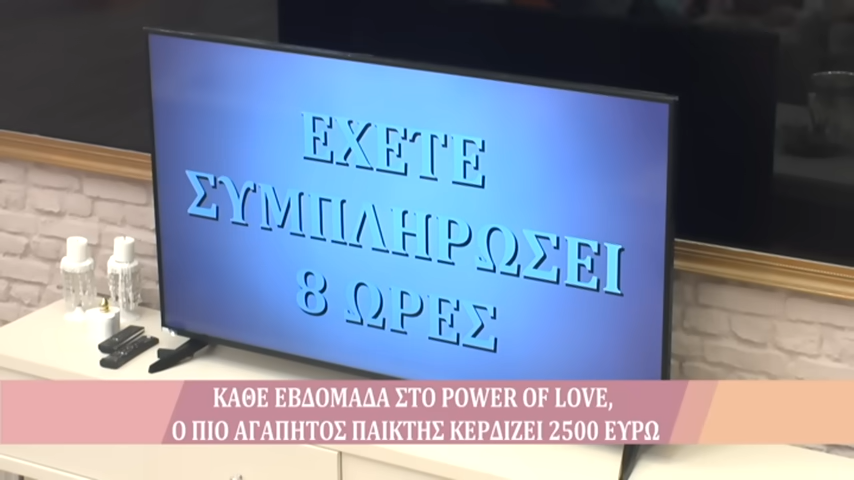 ΕΧΕΤΕ
ΣΥΜΠΛΗΡΩΣΕΙ
8 ΩΡΕΣ
ΚΑΘΕ ΕΒΔΟΜΑΔΑ ΣΤΟ POWER OF LOVE,
Ο ΠΙΟ ΑΓΑΠΗΤΟΣ ΠΑΙΚΤΗΣ ΚΕΡΔΙΖΕΙ 2500 ΕΥΡΩ